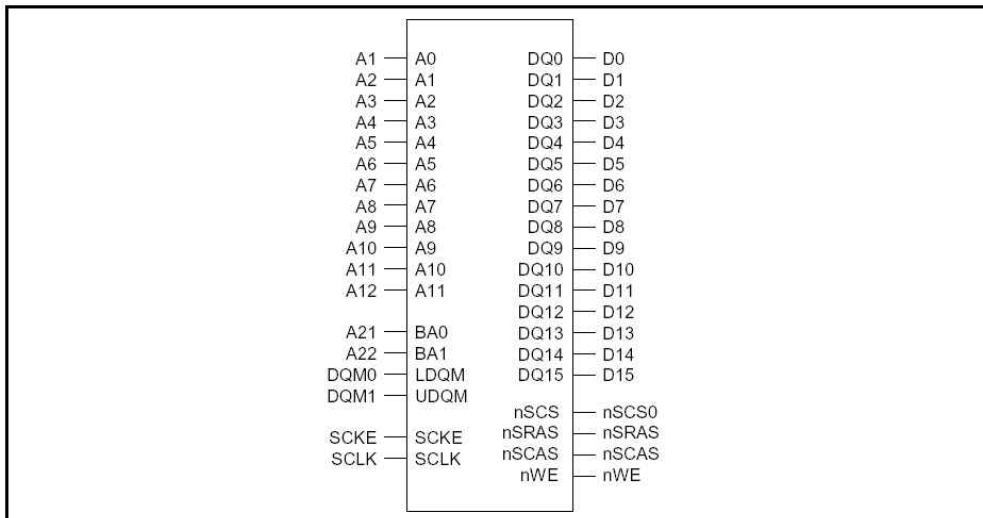 A1 A0 DQ0 D0
A2 A1 DQ1 D1
A3 A2 DQ2 D2
A4 A3 DQ3 D3
A5 A4 DQ4 D4
A6 A5 DQ5 D5
A7 A6 DQ6 D6
A8 A7 DQ7 D7
A9 A8 DQ8 D8
A10 A9 DQ9 D9
A11 A10 DQ10 D10
A12 A11 DQ11 D11
DQ12 D12
A21 BA0 DQ13 D13
A22 BA1 DQ14 D14
DQM0 LDQM DQ15 D15
DQM1 UDQM
nSCS nSCS0
SCKE SCKE nSRAS nSRAS
SCLK SCLK nSCAS nSCAS
nWE nWE